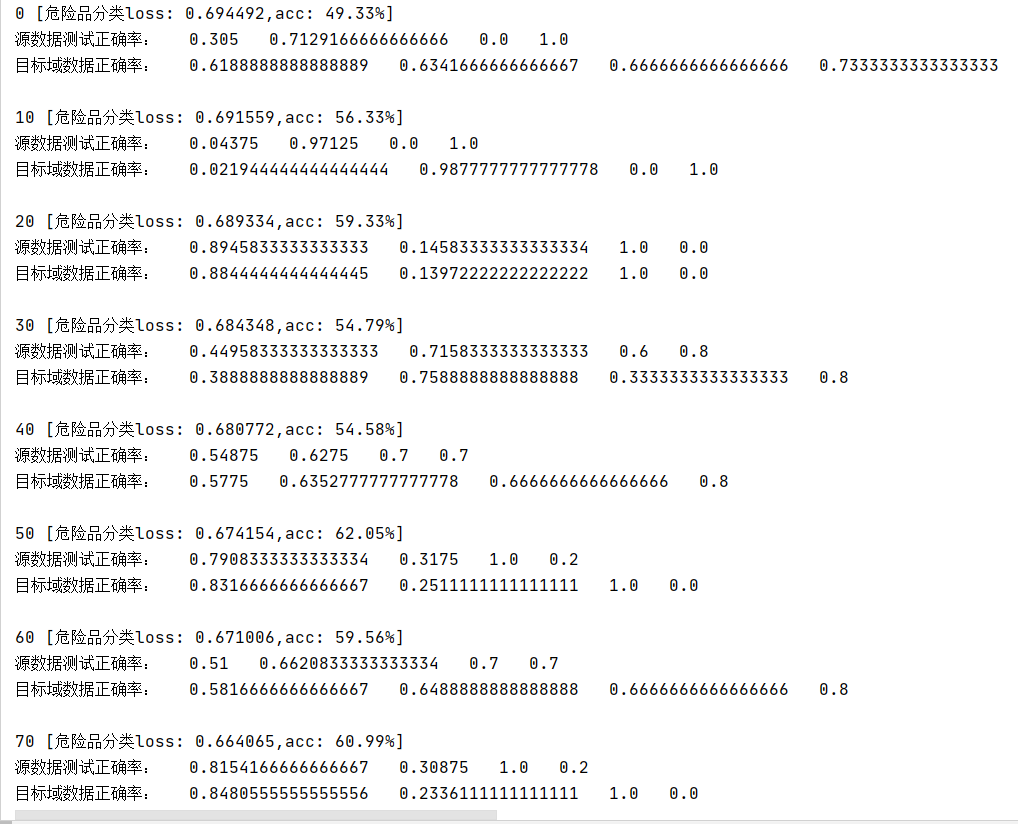 0 [危险品分类loss: 0.694492,acc: 49.33%]
源数据测试正确率： 0.305 0.7129166666666666 0.0 1.0
目标域数据正确率： 0.6188888888888889 0.6341666666666667 0.6666666666666666 0.7333333333333333
10 [危险品分类loss: 0.691559,acc: 56.33%]
源数据测试正确率： 0.04375 0.97125 0.0 1.0
目标域数据正确率： 0.021944444444444444 0.9877777777777778 0.0 1.0
20 [危险品分类loss: 0.689334,acc: 59.33%]
源数据测试正确率： 0.8945833333333333 0.14583333333333334 1.0 0.0
目标域数据正确率： 0.8844444444444445 0.13972222222222222 1.0 0.0
30 [危险品分类loss: 0.684348,acc: 54.79%]
源数据测试正确率： 0.44958333333333333 0.7158333333333333 0.6 0.8
目标域数据正确率： 0.3888888888888889 0.7588888888888888 0.3333333333333333 0.8
40 [危险品分类loss: 0.680772,acc: 54.58%]
源数据测试正确率： 0.54875 0.6275 0.7 0.7
目标域数据正确率： 0.5775 0.6352777777777778 0.6666666666666666 0.8
50 [危险品分类loss: 0.674154,acc: 62.05%]
源数据测试正确率： 0.7908333333333334 0.3175 1.0 0.2
目标域数据正确率： 0.8316666666666667 0.2511111111111111 1.0 0.0
60 [危险品分类loss: 0.671006,acc: 59.56%]
源数据测试正确率： 0.51 0.6620833333333334 0.7 0.7
目标域数据正确率： 0.5816666666666667 0.6488888888888888 0.6666666666666666 0.8
70 [危险品分类loss: 0.664065,acc: 60.99%]
源数据测试正确率： 0.8154166666666667 0.30875 1.0 0.2
目标域数据正确率： 0.8480555555555556 0.2336111111111111 1.0 0.0